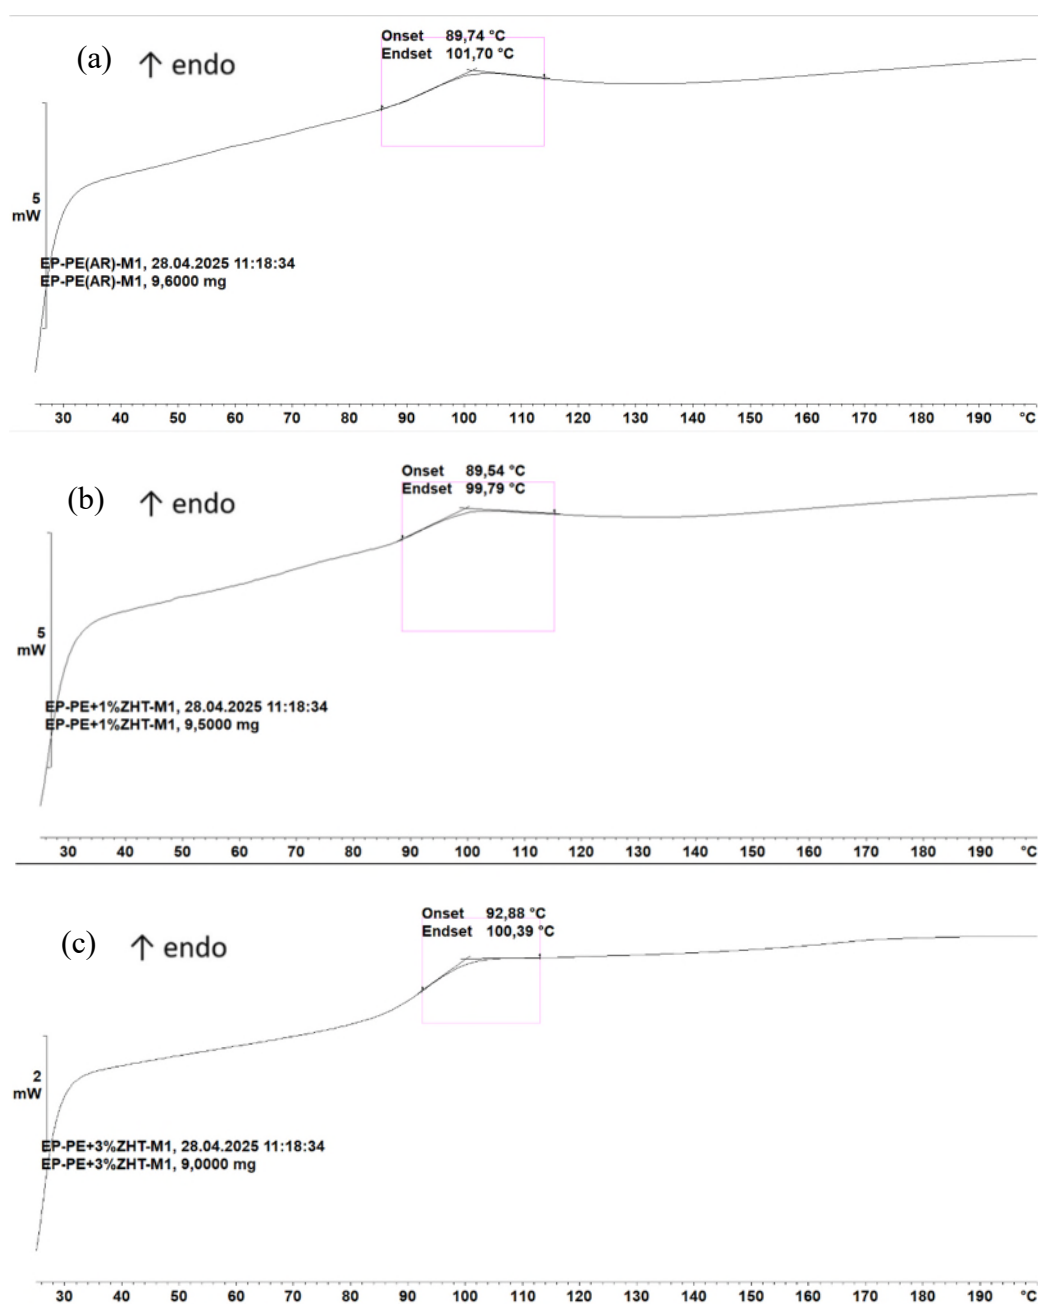 (a) ↑ endo
Onset 89,74 °C
Endset 101,70 °C
5
mW
EP-PE(AR)-M1, 28.04.2025 11:18:34
EP-PE(AR)-M1, 9,6000 mg
30 40 50 60 70 80 90 100 110 120 130 140 150 160 170 180 190 °C
(b) ↑ endo
Onset 89,54 °C
Endset 99,79 °C
5
mW
EP-PE+1%ZHT-M1, 28.04.2025 11:18:34
EP-PE+1%ZHT-M1, 9,5000 mg
30 40 50 60 70 80 90 100 110 120 130 140 150 160 170 180 190 °C
(c) ↑ endo
Onset 92,88 °C
Endset 100,39 °C
2
mW
EP-PE+3%ZHT-M1, 28.04.2025 11:18:34
EP-PE+3%ZHT-M1, 9,0000 mg
30 40 50 60 70 80 90 100 110 120 130 140 150 160 170 180 190 °C